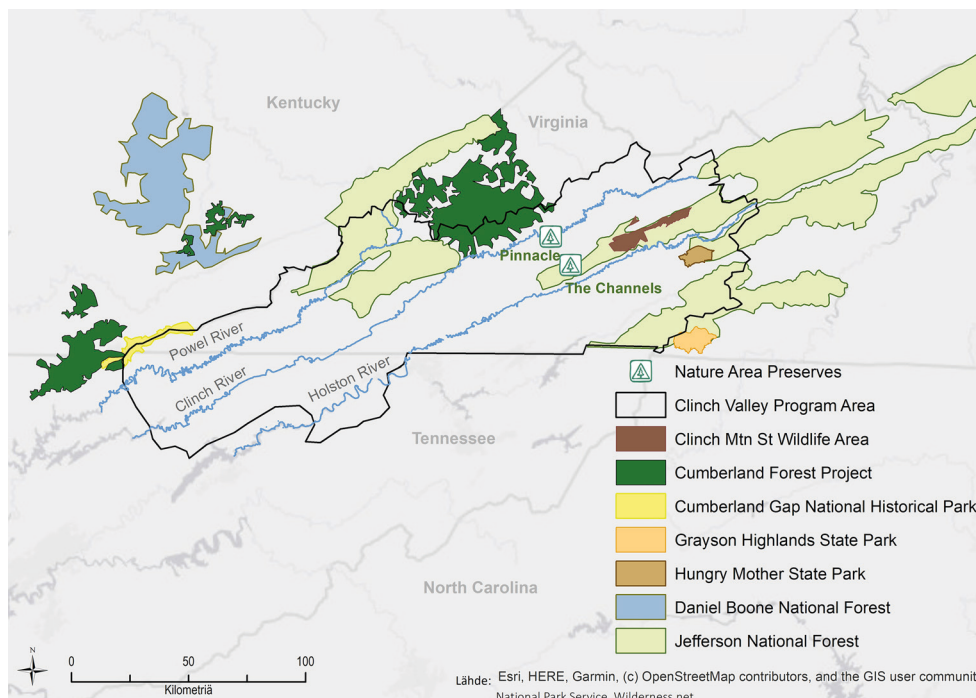 Kentucky
Virginia
Pinnacle
The Channels
Powel River
Clinch River
Holston River
Tennessee
North Carolina
Nature Area Preserves
Clinch Valley Program Area
Clinch Mtn St Wildlife Area
Cumberland Forest Project
Cumberland Gap National Historical Park
Grayson Highlands State Park
Hungry Mother State Park
Daniel Boone National Forest
Jefferson National Forest
N
0 50 100
Kilometriä
Lähde: Esri, HERE, Garmin, (c) OpenStreetMap contributors, and the GIS user communi
National Park Service, Wilderness.net